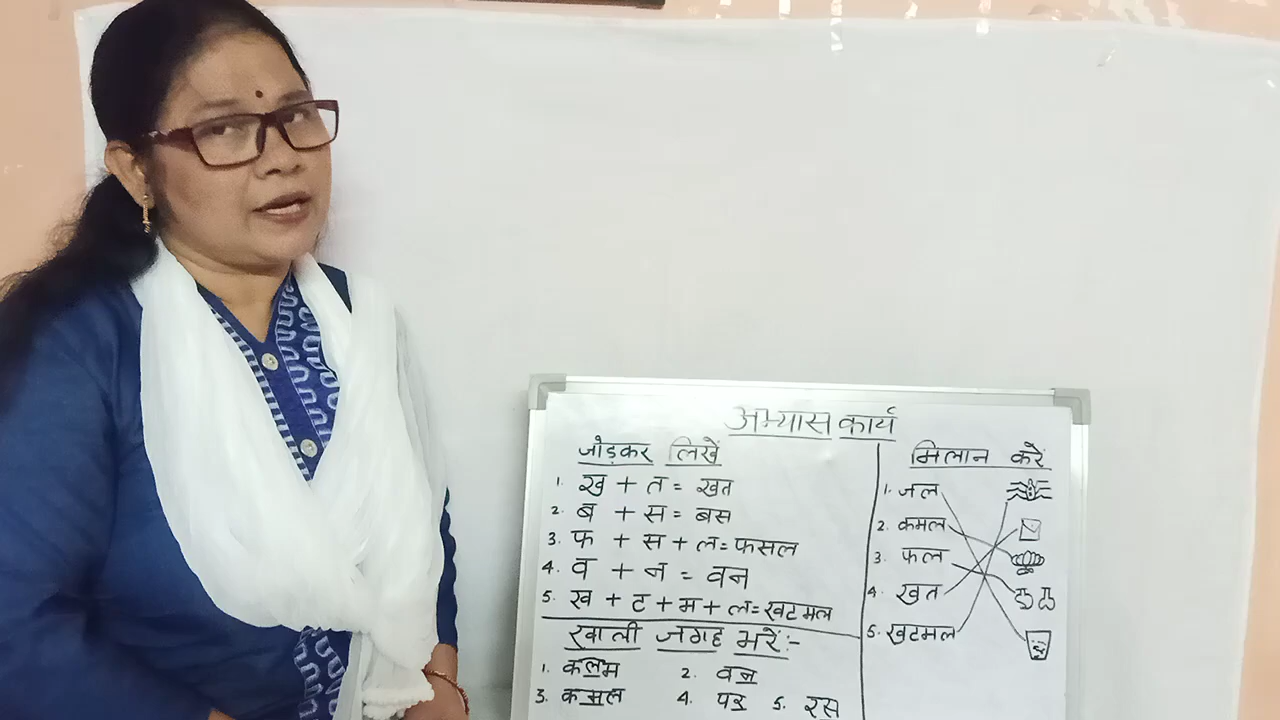 अभ्यास कार्य
जोड़कर लिखें
1. ख + त = खत
2. ब + स = बस
3. फ + स + ल = फसल
4. व + न = वन
5. ख + ट + म + ल = खटमल
खाली जगह भरें:-
1. कलम 2. वन
3. कमल 4. पर 5. रस
मिलान करे
1. जल
2. कमल
3. फल
4. खत
5. खटमल